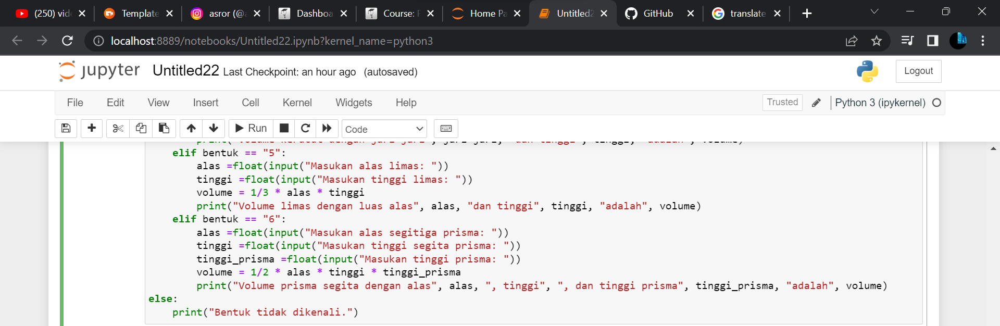 (250) vid
Template
asror (@a
Dashboa
Course: P
Home Pa
Untitled2
GitHub
translate
localhost:8889/notebooks/Untitled22.ipynb?kernel_name=python3
jupyter Untitled22 Last Checkpoint: an hour ago (autosaved)
Logout
File Edit View Insert Cell Kernel Widgets Help
Trusted
Python 3 (ipykernel)
Run
Code
print("Volume kerucut dengan jari-jari", jari-jari, "dan tinggi", tinggi, "adalah", volume)
elif bentuk == "5":
alas =float(input("Masukan alas limas: "))
tinggi =float(input("Masukan tinggi limas: "))
volume = 1/3 * alas * tinggi
print("Volume limas dengan luas alas", alas, "dan tinggi", tinggi, "adalah", volume)
elif bentuk == "6":
alas =float(input("Masukan alas segitiga prisma: "))
tinggi =float(input("Masukan tinggi segita prisma: "))
tinggi_prisma =float(input("Masukan tinggi prisma: "))
volume = 1/2 * alas * tinggi * tinggi_prisma
print("Volume prisma segita dengan alas", alas, ", tinggi", ", dan tinggi prisma", tinggi_prisma, "adalah", volume)
else:
print("Bentuk tidak dikenali.")